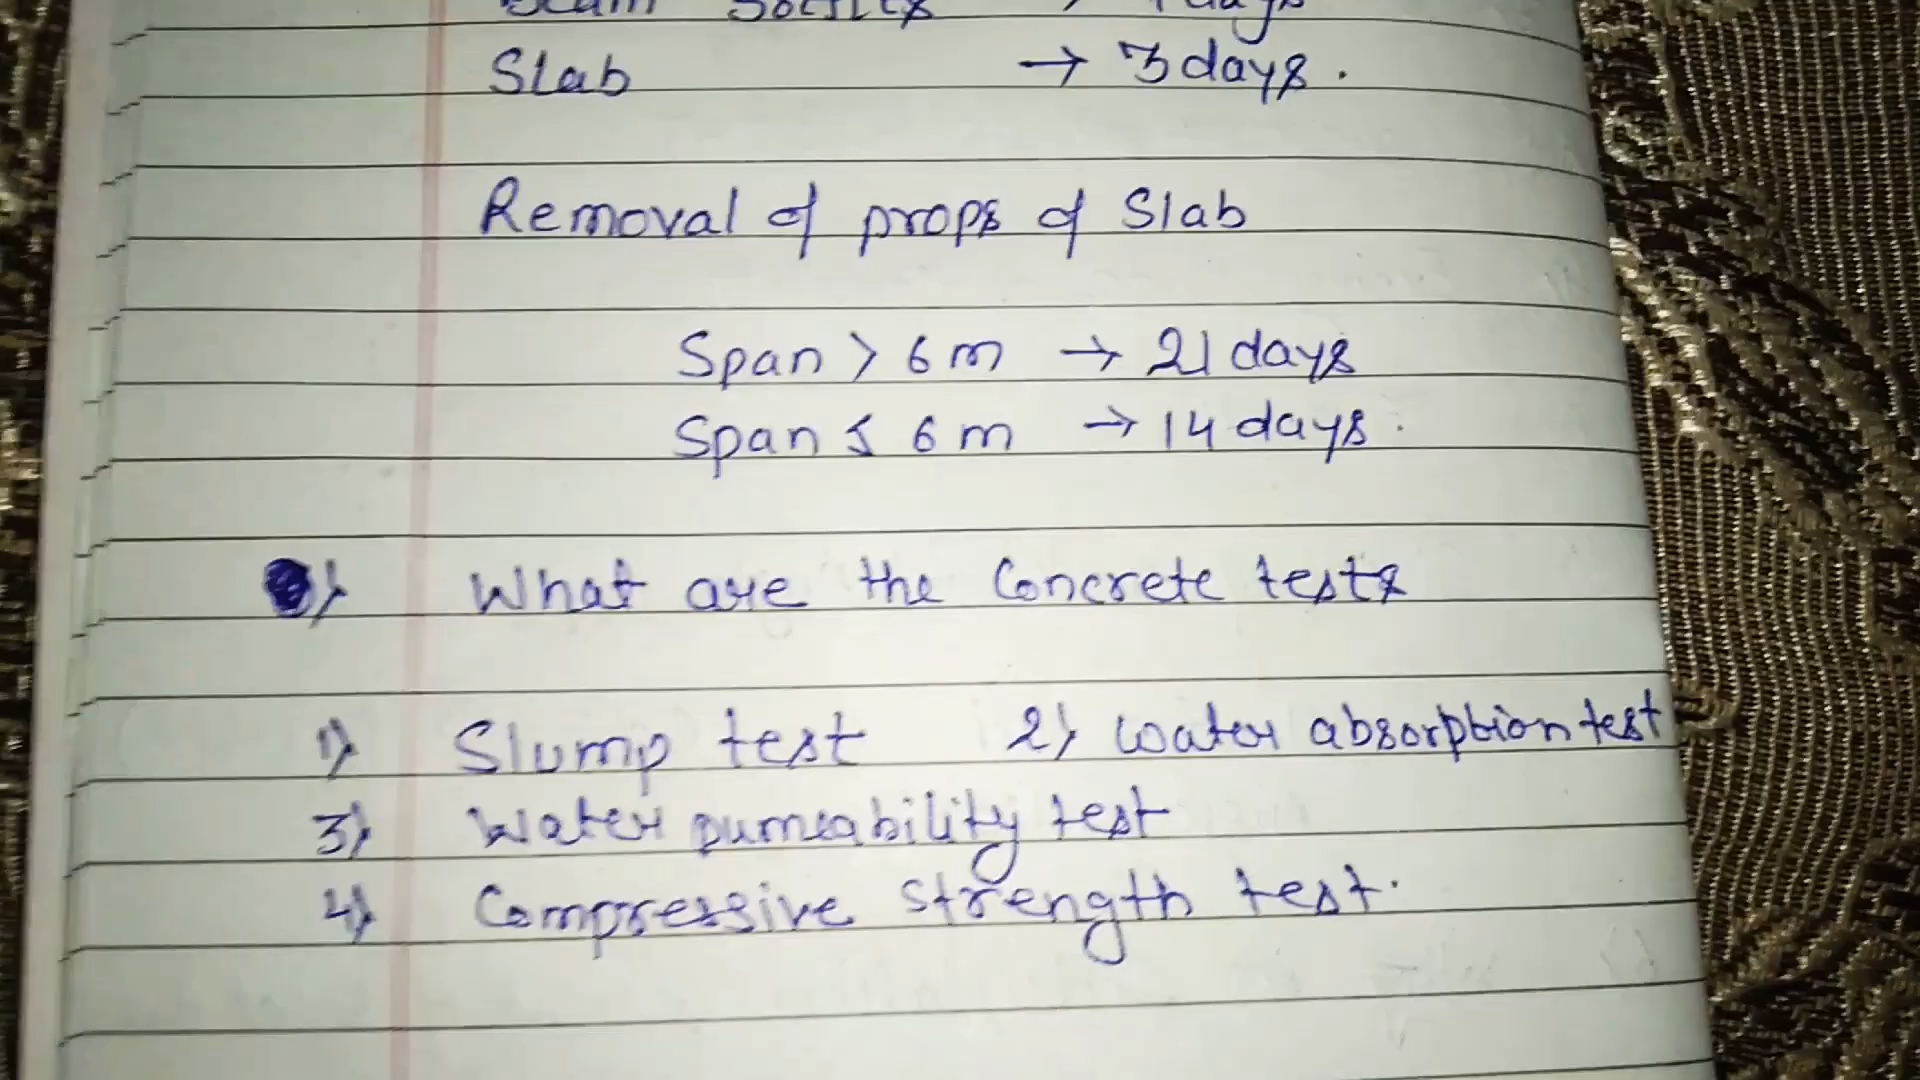 Slab → 3 days.
Removal of props of Slab
Span > 6 m → 21 days
Span ≤ 6 m → 14 days.
What are the Concrete tests
1) Slump test 2) Water absorption test
3) Water pumeability test
4) Compressive strength test.